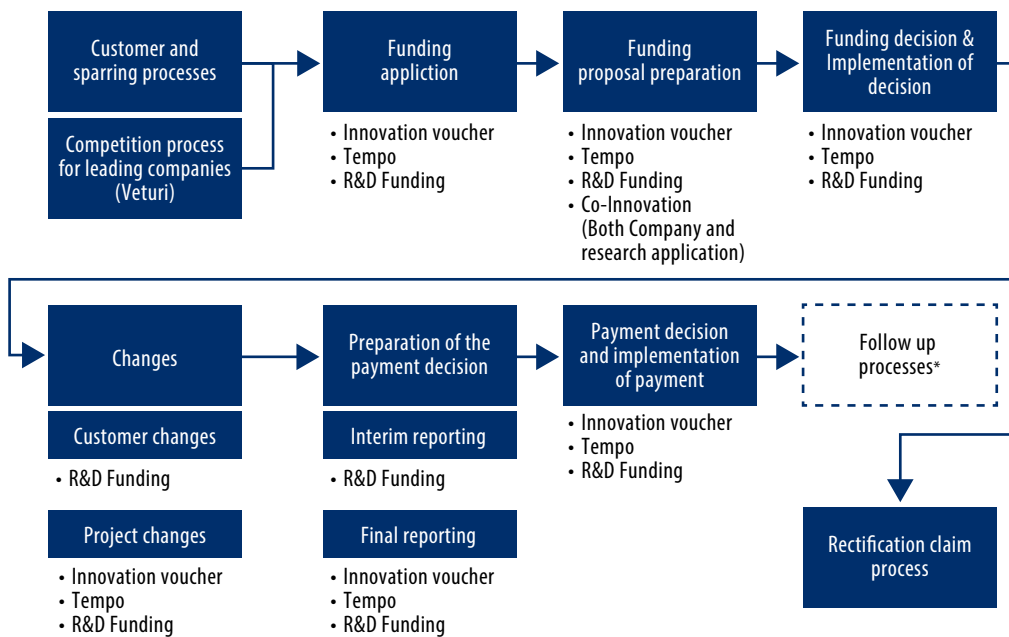 Customer and
sparring processes
Competition process
for leading companies
(Veturi)
Funding
appliction
• Innovation voucher
• Tempo
• R&D Funding
Funding
proposal preparation
• Innovation voucher
• Tempo
• R&D Funding
• Co-Innovation
(Both Company and
research application)
Funding decision &
Implementation of
decision
• Innovation voucher
• Tempo
• R&D Funding
Changes
Customer changes
• R&D Funding
Project changes
• Innovation voucher
• Tempo
• R&D Funding
Preparation of the
payment decision
Interim reporting
• R&D Funding
Final reporting
• Innovation voucher
• Tempo
• R&D Funding
Payment decision
and implementation
of payment
• Innovation voucher
• Tempo
• R&D Funding
Follow up
processes*
Rectification claim
process